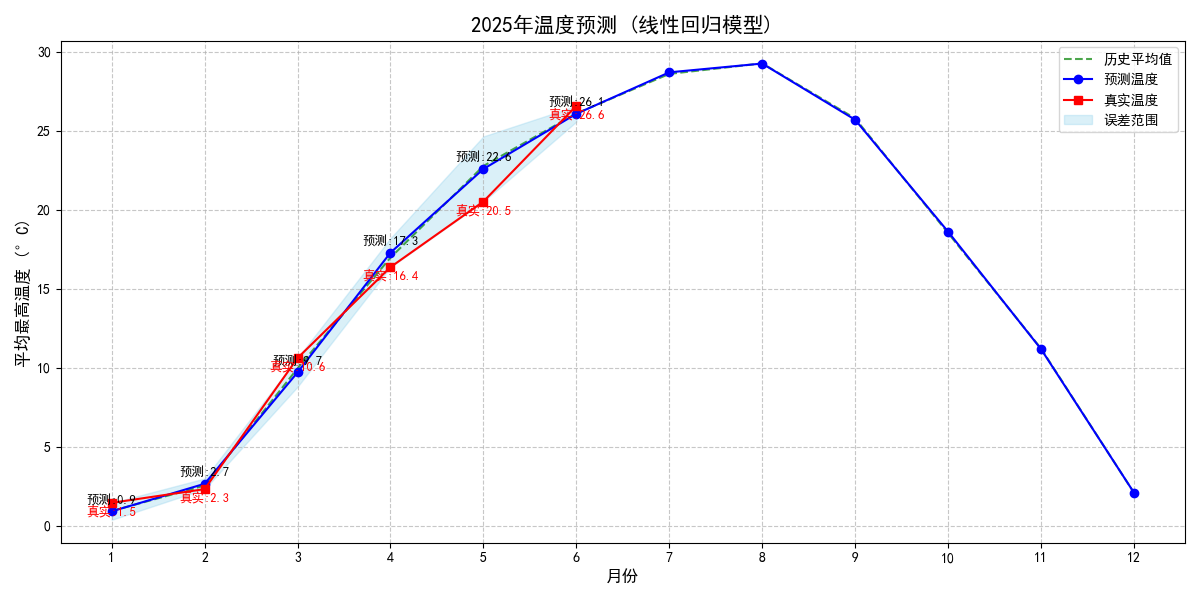 2025年温度预测 (线性回归模型)
历史平均值
预测温度
真实温度
误差范围
平均最高温度 (°C)
30
25
20
15
10
5
0
预测:0.9
真实:1.5
预测:2.7
真实:2.3
预测:9.7
真实:10.6
预测:17.3
真实:16.4
预测:22.6
真实:20.5
预测:26.1
真实:26.6
1 2 3 4 5 6 7 8 9 10 11 12
月份